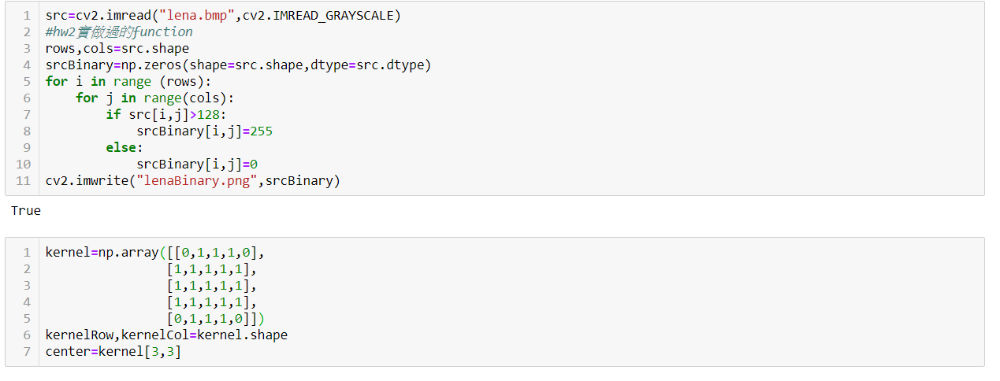 1 src=cv2.imread("lena.bmp",cv2.IMREAD_GRAYSCALE)
2 #hw2實做過的function
3 rows,cols=src.shape
4 srcBinary=np.zeros(shape=src.shape,dtype=src.dtype)
5 for i in range (rows):
6     for j in range(cols):
7         if src[i,j]>128:
8             srcBinary[i,j]=255
9         else:
10             srcBinary[i,j]=0
11 cv2.imwrite("lenaBinary.png",srcBinary)
True
1 kernel=np.array([[0,1,1,1,0],
2                 [1,1,1,1,1],
3                 [1,1,1,1,1],
4                 [1,1,1,1,1],
5                 [0,1,1,1,0]])
6 kernelRow,kernelCol=kernel.shape
7 center=kernel[3,3]